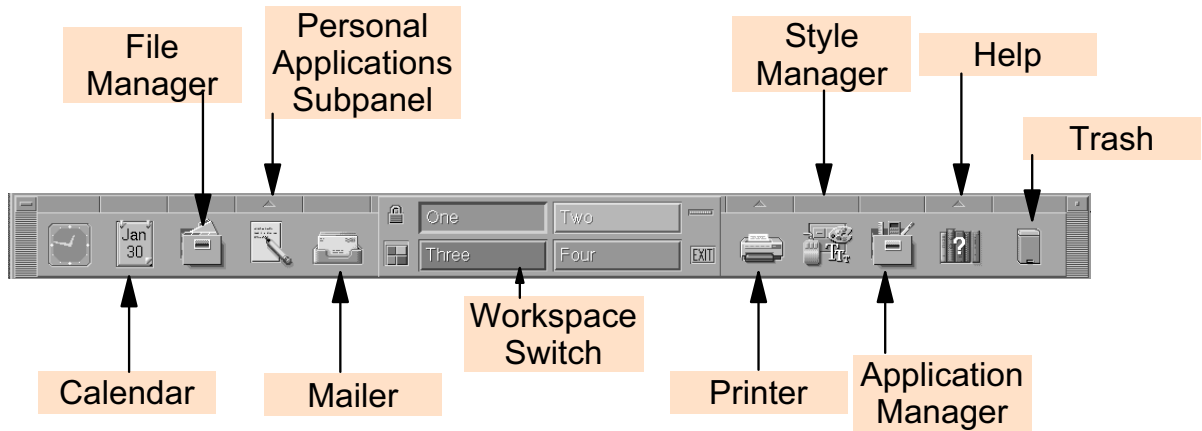 File
Manager
Personal
Applications
Subpanel
Style
Manager
Help
Trash
Jan
30
One
Two
Three
Four
EXIT
?
Calendar
Mailer
Workspace
Switch
Printer
Application
Manager